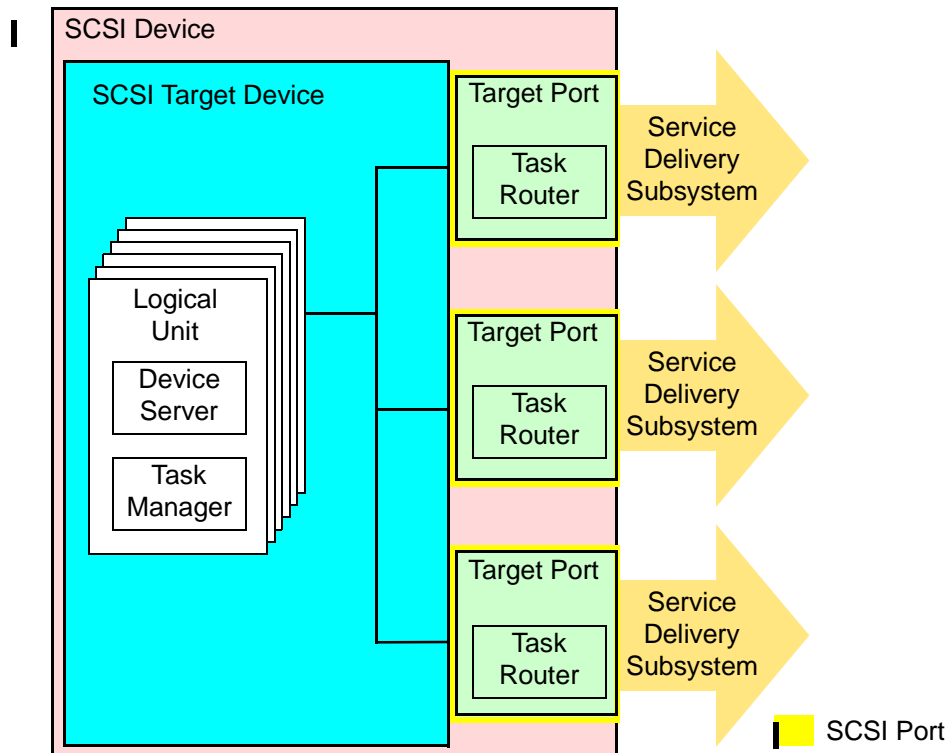 SCSI Device
SCSI Target Device
Target Port
Task
Router
Service
Delivery
Subsystem
Logical
Unit
Device
Server
Task
Manager
Target Port
Task
Router
Service
Delivery
Subsystem
Target Port
Task
Router
Service
Delivery
Subsystem
SCSI Port